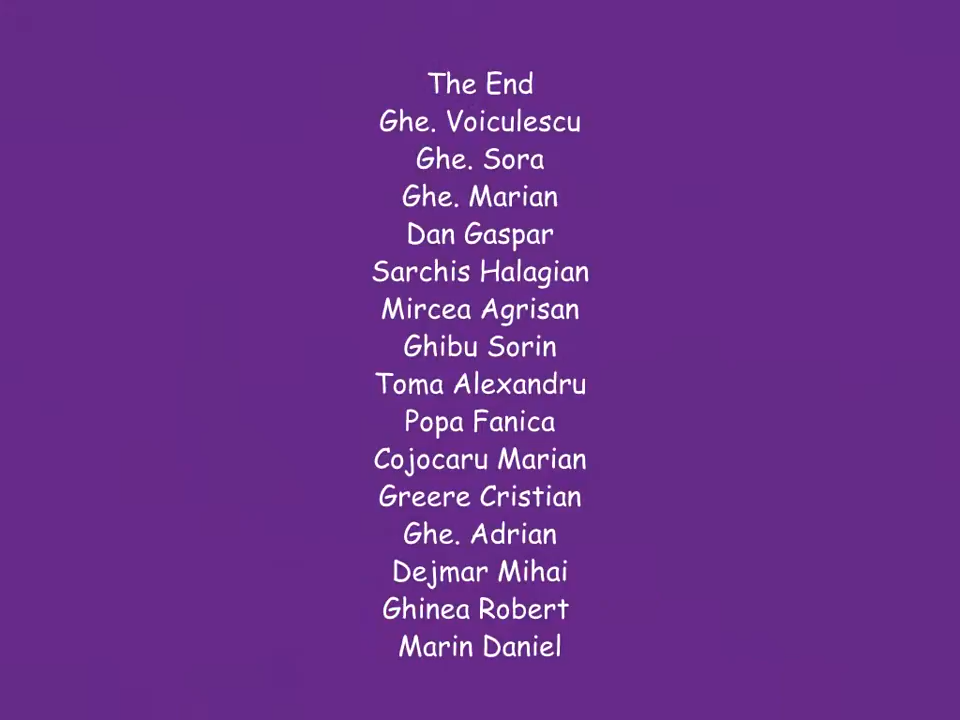 The End
Ghe. Voiculescu
Ghe. Sora
Ghe. Marian
Dan Gaspar
Sarchis Halagian
Mircea Agrisan
Ghibu Sorin
Toma Alexandru
Popa Fanica
Cojocaru Marian
Greere Cristian
Ghe. Adrian
Dejmar Mihai
Ghinea Robert
Marin Daniel